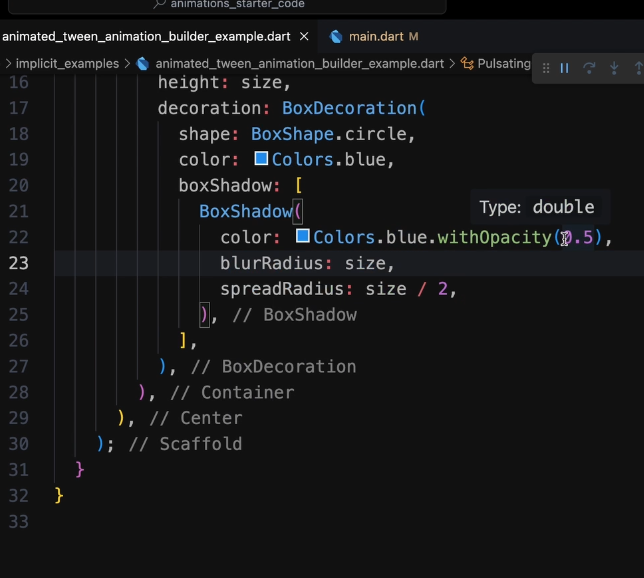 animations_starter_code
animated_tween_animation_builder_example.dart × main.dart M
> implicit_examples > animated_tween_animation_builder_example.dart > Pulsating
16 height: size,
17 decoration: BoxDecoration(
18 shape: BoxShape.circle,
19 color: Colors.blue,
20 boxShadow: [
21 BoxShadow(
Type: double
22 color: Colors.blue.withOpacity(0.5),
23 blurRadius: size,
24 spreadRadius: size / 2,
25 ), // BoxShadow
26 ],
27 ), // BoxDecoration
28 ), // Container
29 ), // Center
30 ); // Scaffold
31 }
32 }
33